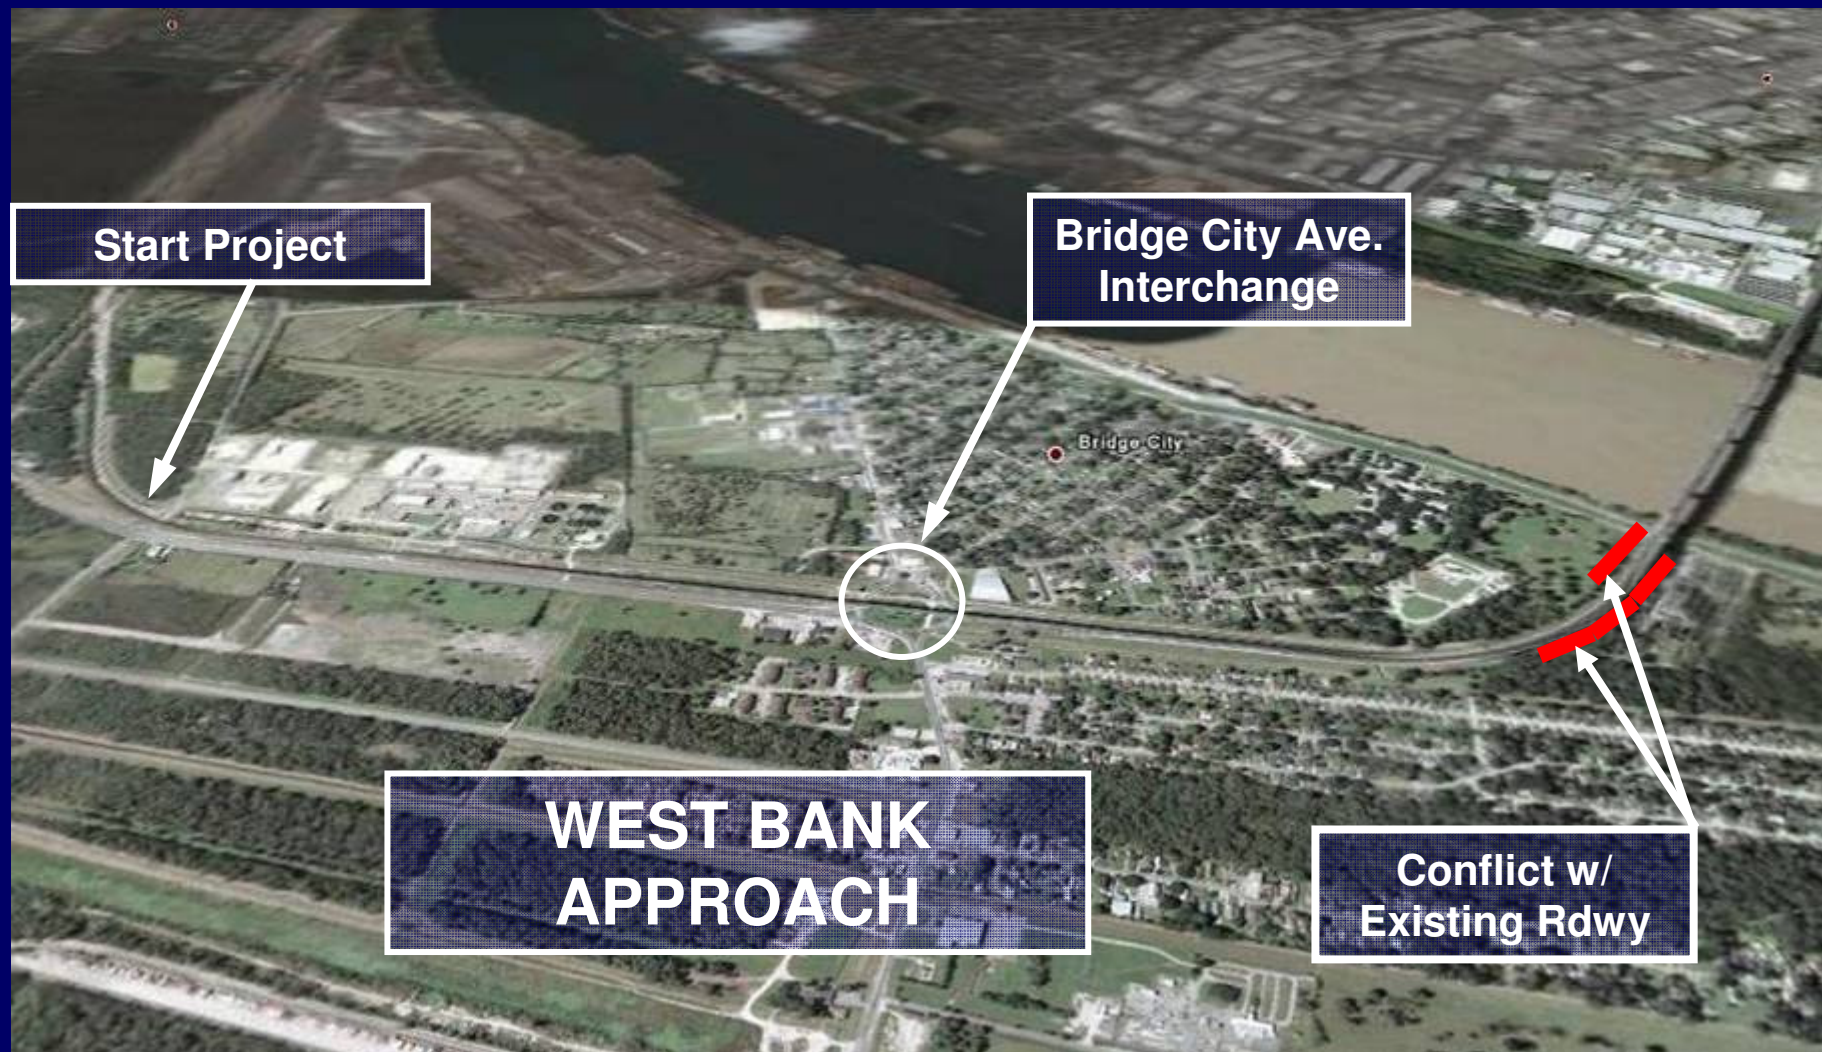 Start Project
Bridge City Ave.
Interchange
Bridge City
WEST BANK
APPROACH
Conflict w/
Existing Rdwy